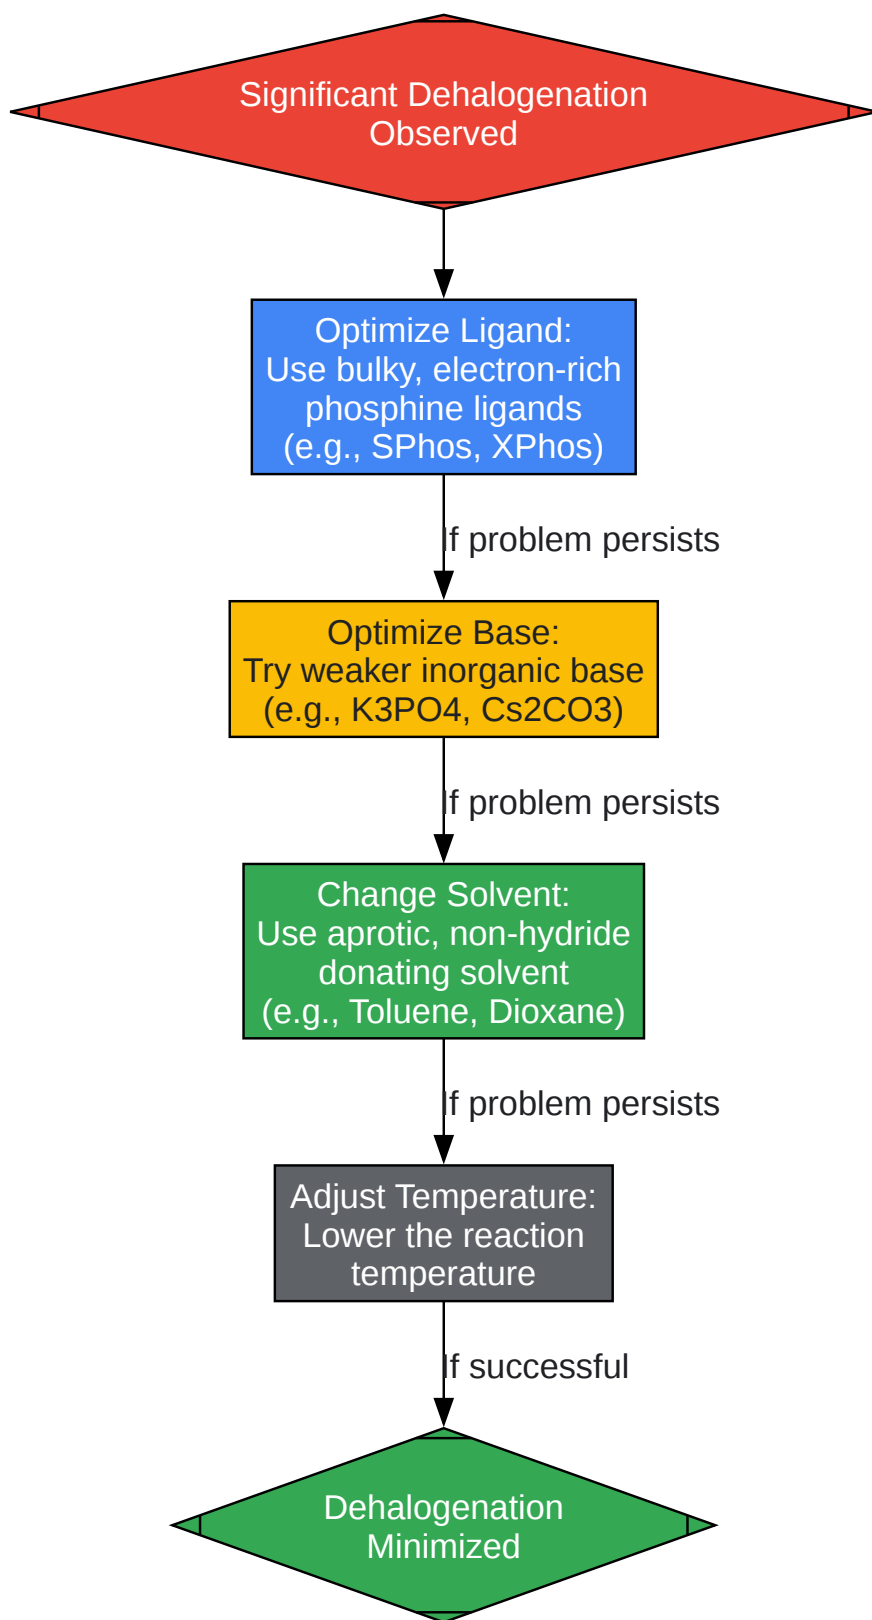 Significant Dehalogenation
Observed
Optimize Ligand:
Use bulky, electron-rich
phosphine ligands
(e.g., SPhos, XPhos)
If problem persists
Optimize Base:
Try weaker inorganic base
(e.g., K3PO4, Cs2CO3)
If problem persists
Change Solvent:
Use aprotic, non-hydride
donating solvent
(e.g., Toluene, Dioxane)
If problem persists
Adjust Temperature:
Lower the reaction
temperature
If successful
Dehalogenation
Minimized